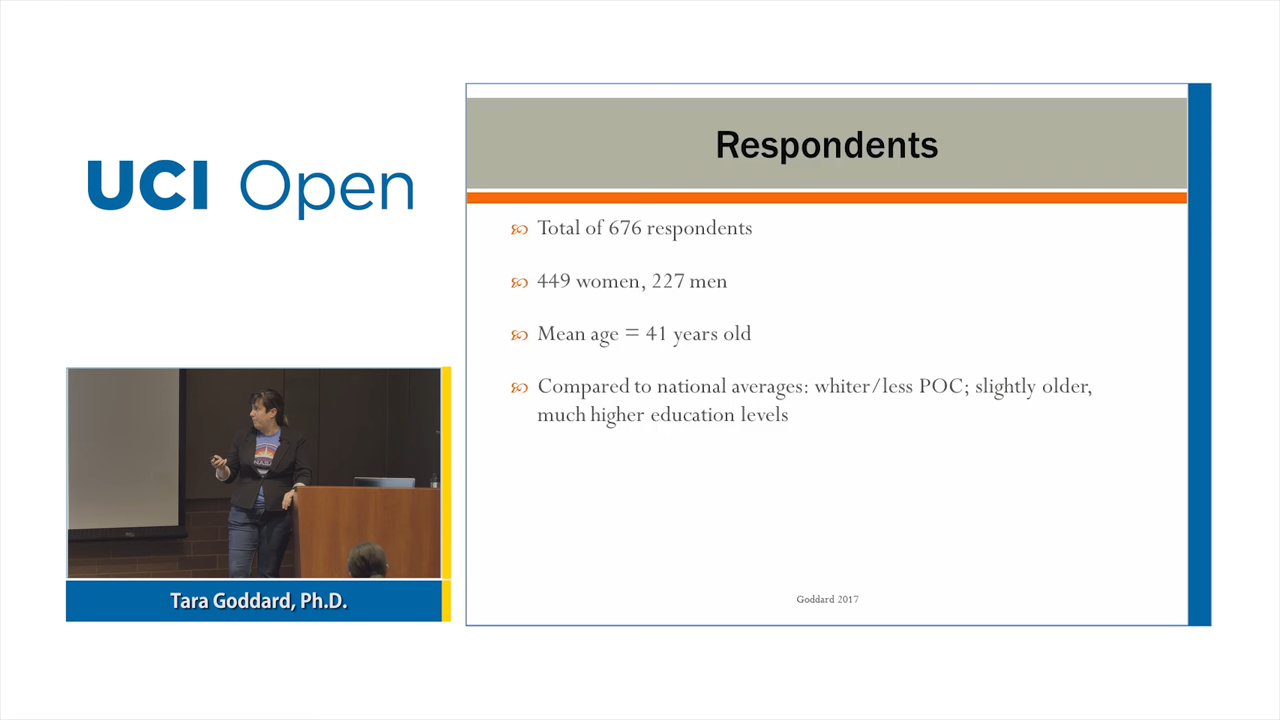 UCI Open
Respondents
Total of 676 respondents
449 women, 227 men
Mean age = 41 years old
Compared to national averages: whiter/less POC; slightly older,
much higher education levels
Goddard 2017
Tara Goddard, Ph.D.